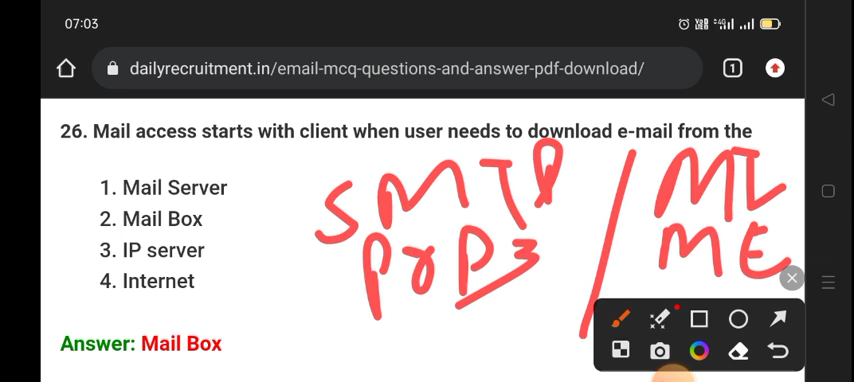 07:03
dailyrecruitment.in/email-mcq-questions-and-answer-pdf-download/
1
26. Mail access starts with client when user needs to download e-mail from the
1. Mail Server
2. Mail Box
3. IP server
4. Internet
SMTP
ME
Answer: Mail Box